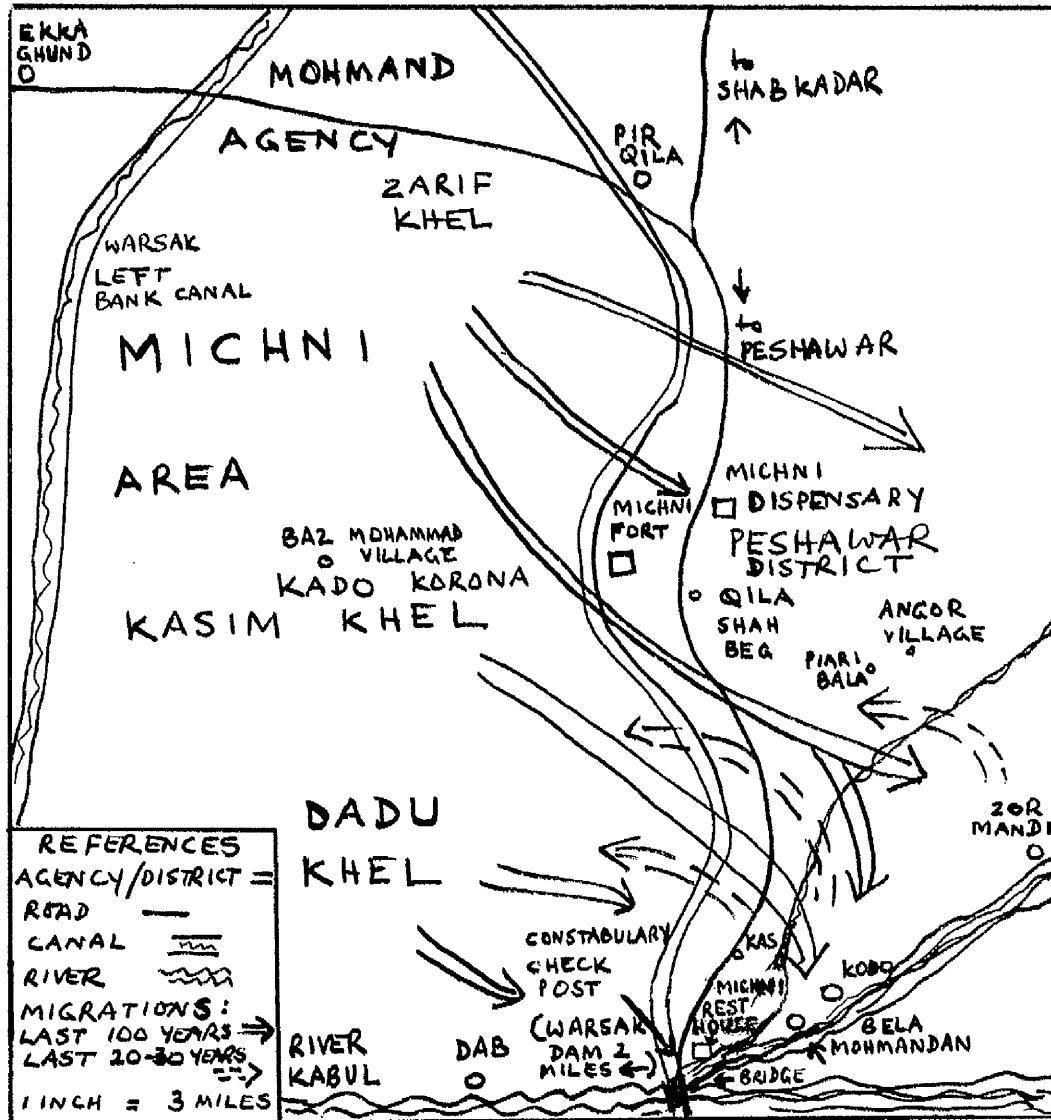 EKKA
GHUND
MOHMAND
AGENCY
to
SHABKADAR
PIR
QILA
ZARIF
KHEL
WARSAK
LEFT
BANK CANAL
to
PESHAWAR
MICHNI
AREA
MICHNI
DISPENSARY
MICHNI
FORT
PESHAWAR
DISTRICT
BAZ MOHAMMAD
VILLAGE
KADO KORONA
KASIM KHEL
QILA
SHAH
BEG
ANGOR
VILLAGE
PIARI
BALA
DADU
KHEL
ZOR
MANDI
REFERENCES
AGENCY/DISTRICT =
ROAD
CANAL
RIVER
MIGRATIONS:
LAST 100 YEARS
LAST 20-30 YEARS
1 INCH = 3 MILES
CONSTABULARY
CHECK
POST
KAS
MICHNI
REST
HOUSE
KODO
BELA
MOHMANDAN
(WARSAK
DAM 2
MILES
)
RIVER
KABUL
DAB
BRIDGE